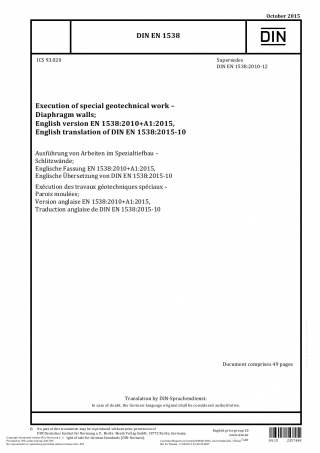 October 2015
DIN EN 1538
DIN
ICS 93.020
Supersedes
DIN EN 1538:2010-12
Execution of special geotechnical work –
Diaphragm walls;
English version EN 1538:2010+A1:2015,
English translation of DIN EN 1538:2015-10
Ausführung von Arbeiten im Spezialtiefbau –
Schlitzwände;
Englische Fassung EN 1538:2010+A1:2015,
Englische Übersetzung von DIN EN 1538:2015-10
Exécution des travaux géotechniques spéciaux –
Parois moulées;
Version anglaise EN 1538:2010+A1:2015,
Traduction anglaise de DIN EN 1538:2015-10
Document comprises 49 pages
Translation by DIN-Sprachendienst.
In case of doubt, the German-language original shall be considered authoritative.
©
No part of this translation may be reproduced without prior permission of
DIN Deutsches Institut für Normung e. V., Berlin. Beuth Verlag GmbH, 10772 Berlin, Germany,
right of sale for German Standards (DIN-Normen).
English price group 19
www.din.de